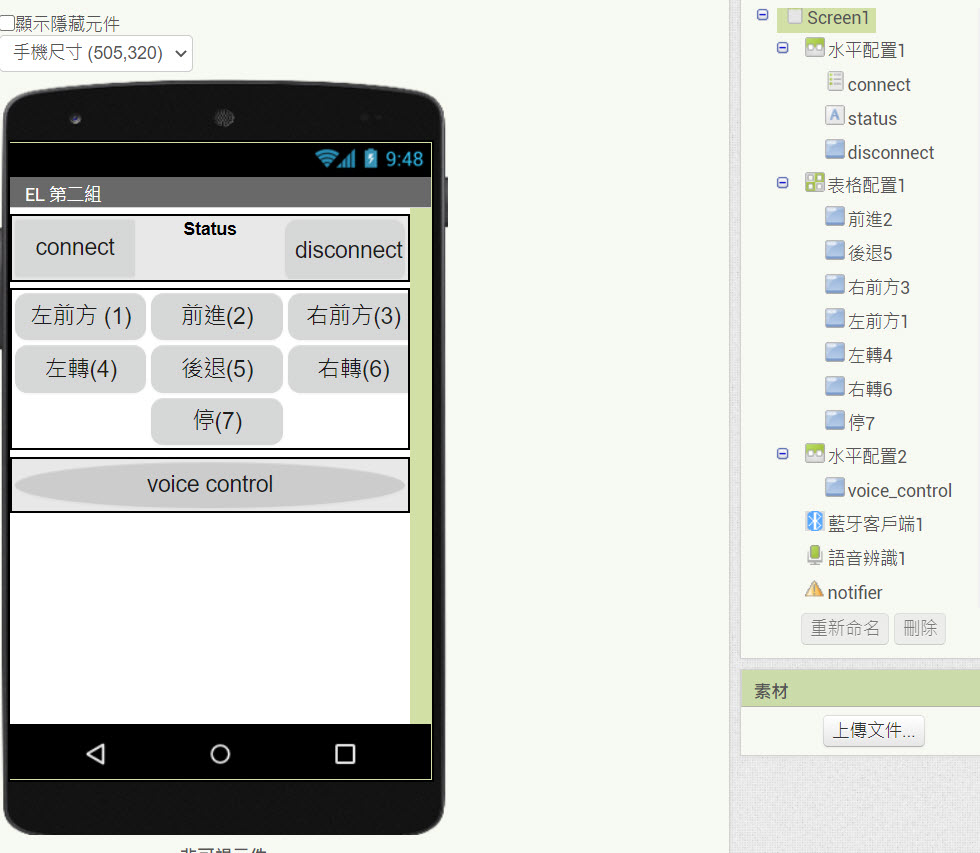 顯示隱藏元件
手機尺寸 (505,320)
9:48
EL 第二組
connect
Status
disconnect
左前方 (1)
前進(2)
右前方(3)
左轉(4)
後退(5)
右轉(6)
停(7)
voice control
Screen1
水平配置1
connect
status
disconnect
表格配置1
前進2
後退5
右前方3
左前方1
左轉4
右轉6
停7
水平配置2
voice_control
藍牙客戶端1
語音辨識1
notifier
重新命名
刪除
素材
上傳文件...